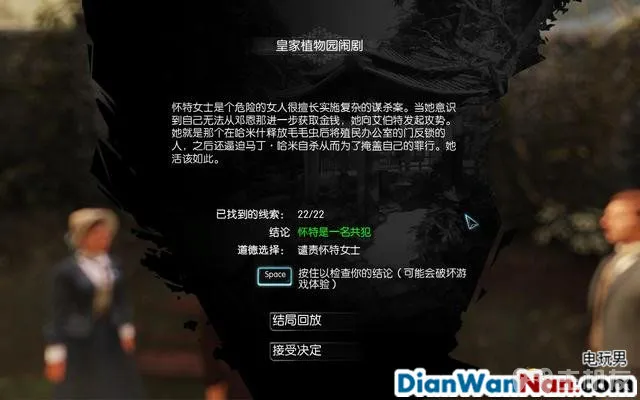 皇家植物园闹剧
怀特女士是个危险的女人很擅长实施复杂的谋杀案。当她意识
到自己无法从邓恩那进一步获取金钱，她向艾伯特发起攻势。
她就是那个在哈米什释放毛毛虫后将殖民办公室的门反锁的
人，之后还逼迫马丁·哈米自杀从而为了掩盖自己的罪行。她
活该如此。
已找到的线索： 22/22
结论 怀特是一名共犯
道德选择： 谴责怀特女士
Space 按住以检查你的结论（可能会破坏游
戏体验）
结局回放
接受决定
电玩男
DianWanNan.com